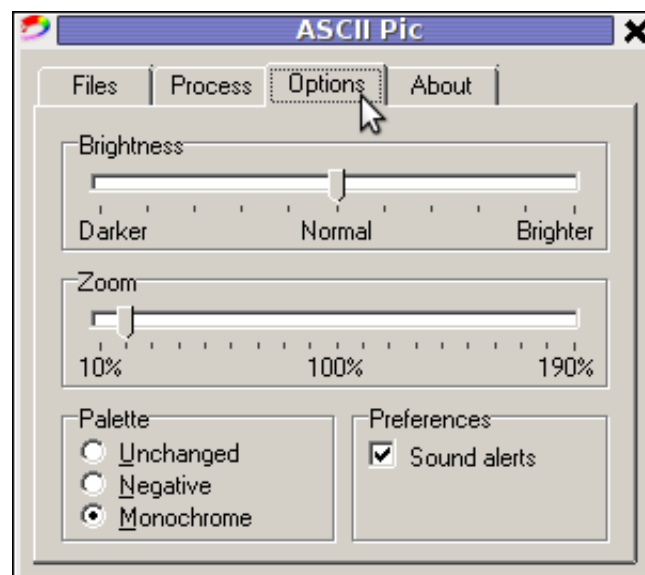 ASCII Pic
Files Process Options About
Brightness
Darker Normal Brighter
Zoom
10% 100% 190%
Palette
Unchanged
Negative
Monochrome
Preferences
Sound alerts